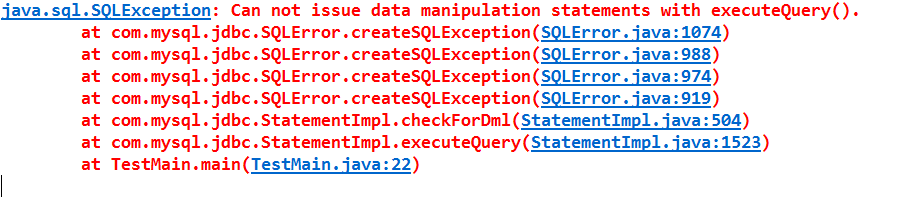 java.sql.SQLException: Can not issue data manipulation statements with executeQuery().
at com.mysql.jdbc.SQLError.createSQLException(SQLError.java:1074)
at com.mysql.jdbc.SQLError.createSQLException(SQLError.java:988)
at com.mysql.jdbc.SQLError.createSQLException(SQLError.java:974)
at com.mysql.jdbc.SQLError.createSQLException(SQLError.java:919)
at com.mysql.jdbc.StatementImpl.checkForDml(StatementImpl.java:504)
at com.mysql.jdbc.StatementImpl.executeQuery(StatementImpl.java:1523)
at TestMain.main(TestMain.java:22)